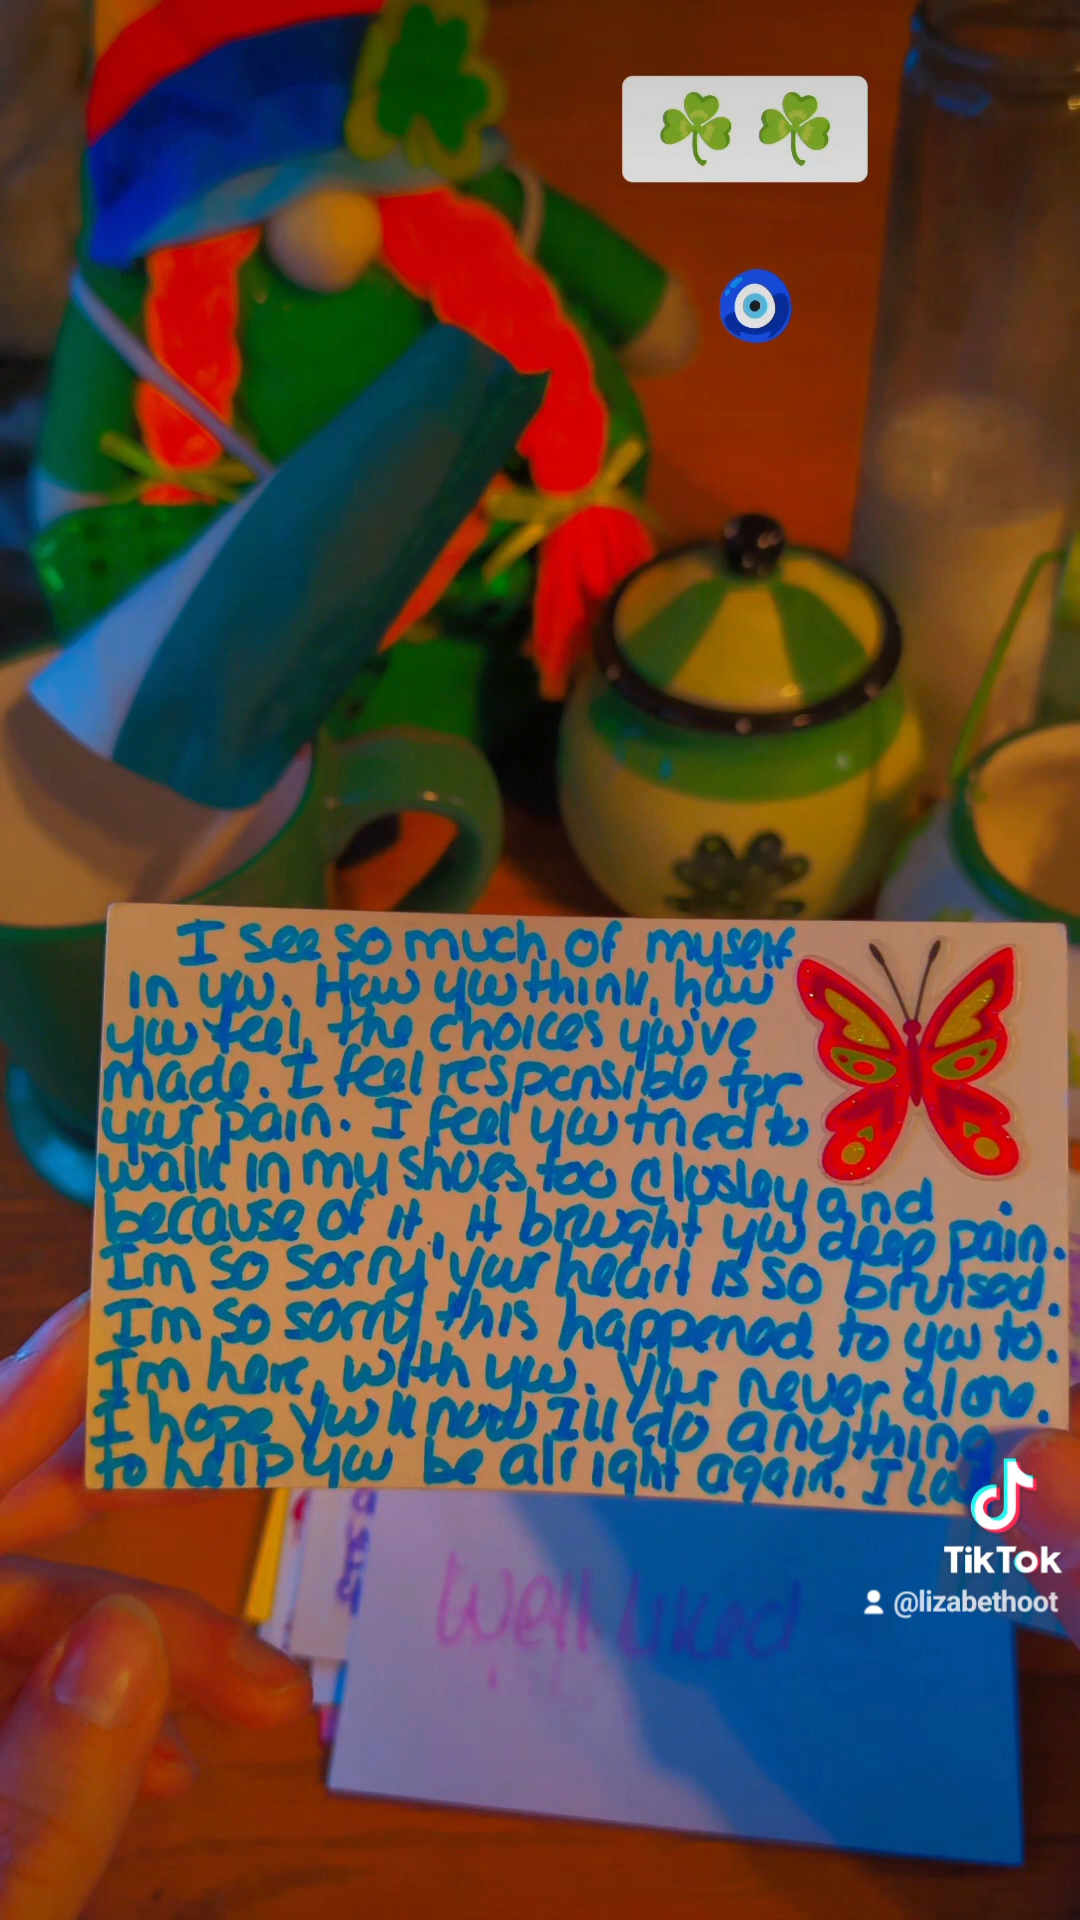 I see so much of myself
in you. How you think, how
you feel, the choices you've
made. I feel responsible for
your pain. I feel you tried to
walk in my shoes too closley and
because of it, it brought you deep pain.
Im so sorry your heart is so bruised.
Im so sorry this happened to you to.
I'm here, with you. Your never alone.
I hope you know I'll do anything
to help you be alright again. I
Well liked
TikTok
@lizabethoot